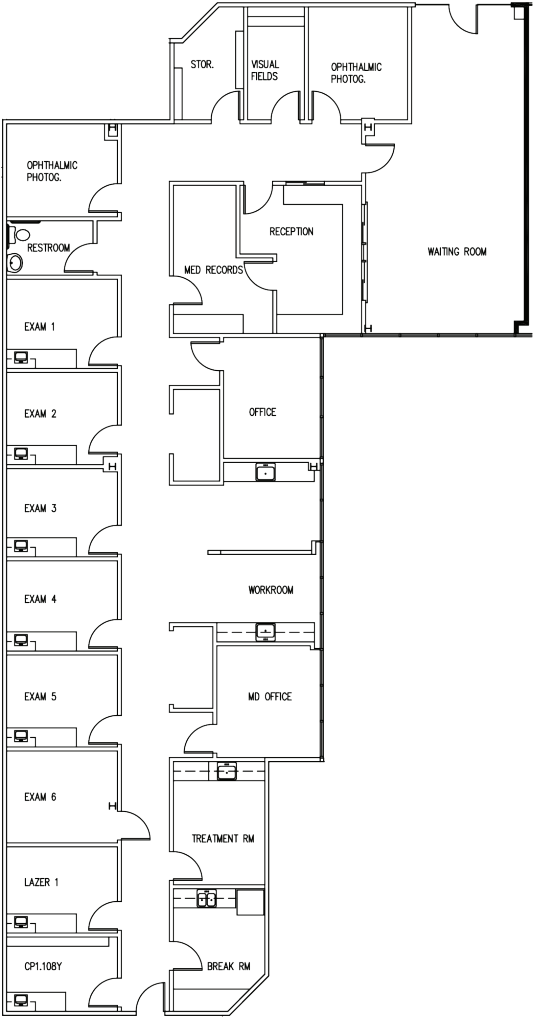 STOR.
VISUAL
FIELDS
OPHTHALMIC
PHOTOG.
OPHTHALMIC
PHOTOG.
RESTROOM
RECEPTION
WAITING ROOM
MED RECORDS
EXAM 1
EXAM 2
OFFICE
EXAM 3
EXAM 4
WORKROOM
EXAM 5
MD OFFICE
EXAM 6
TREATMENT RM
LAZER 1
CP1.108Y
BREAK RM